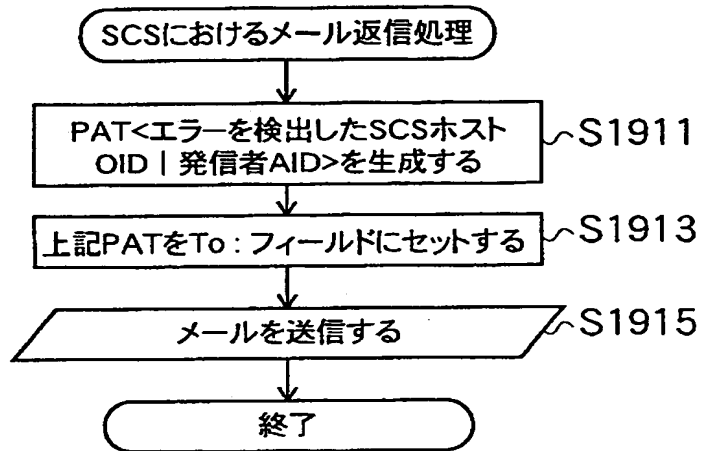 SCSにおけるメール返信処理
PAT<エラーを検出したSCSホスト
OID | 発信者AID>を生成する
S1911
上記PATをTo : フィールドにセットする
S1913
メールを送信する
S1915
終了